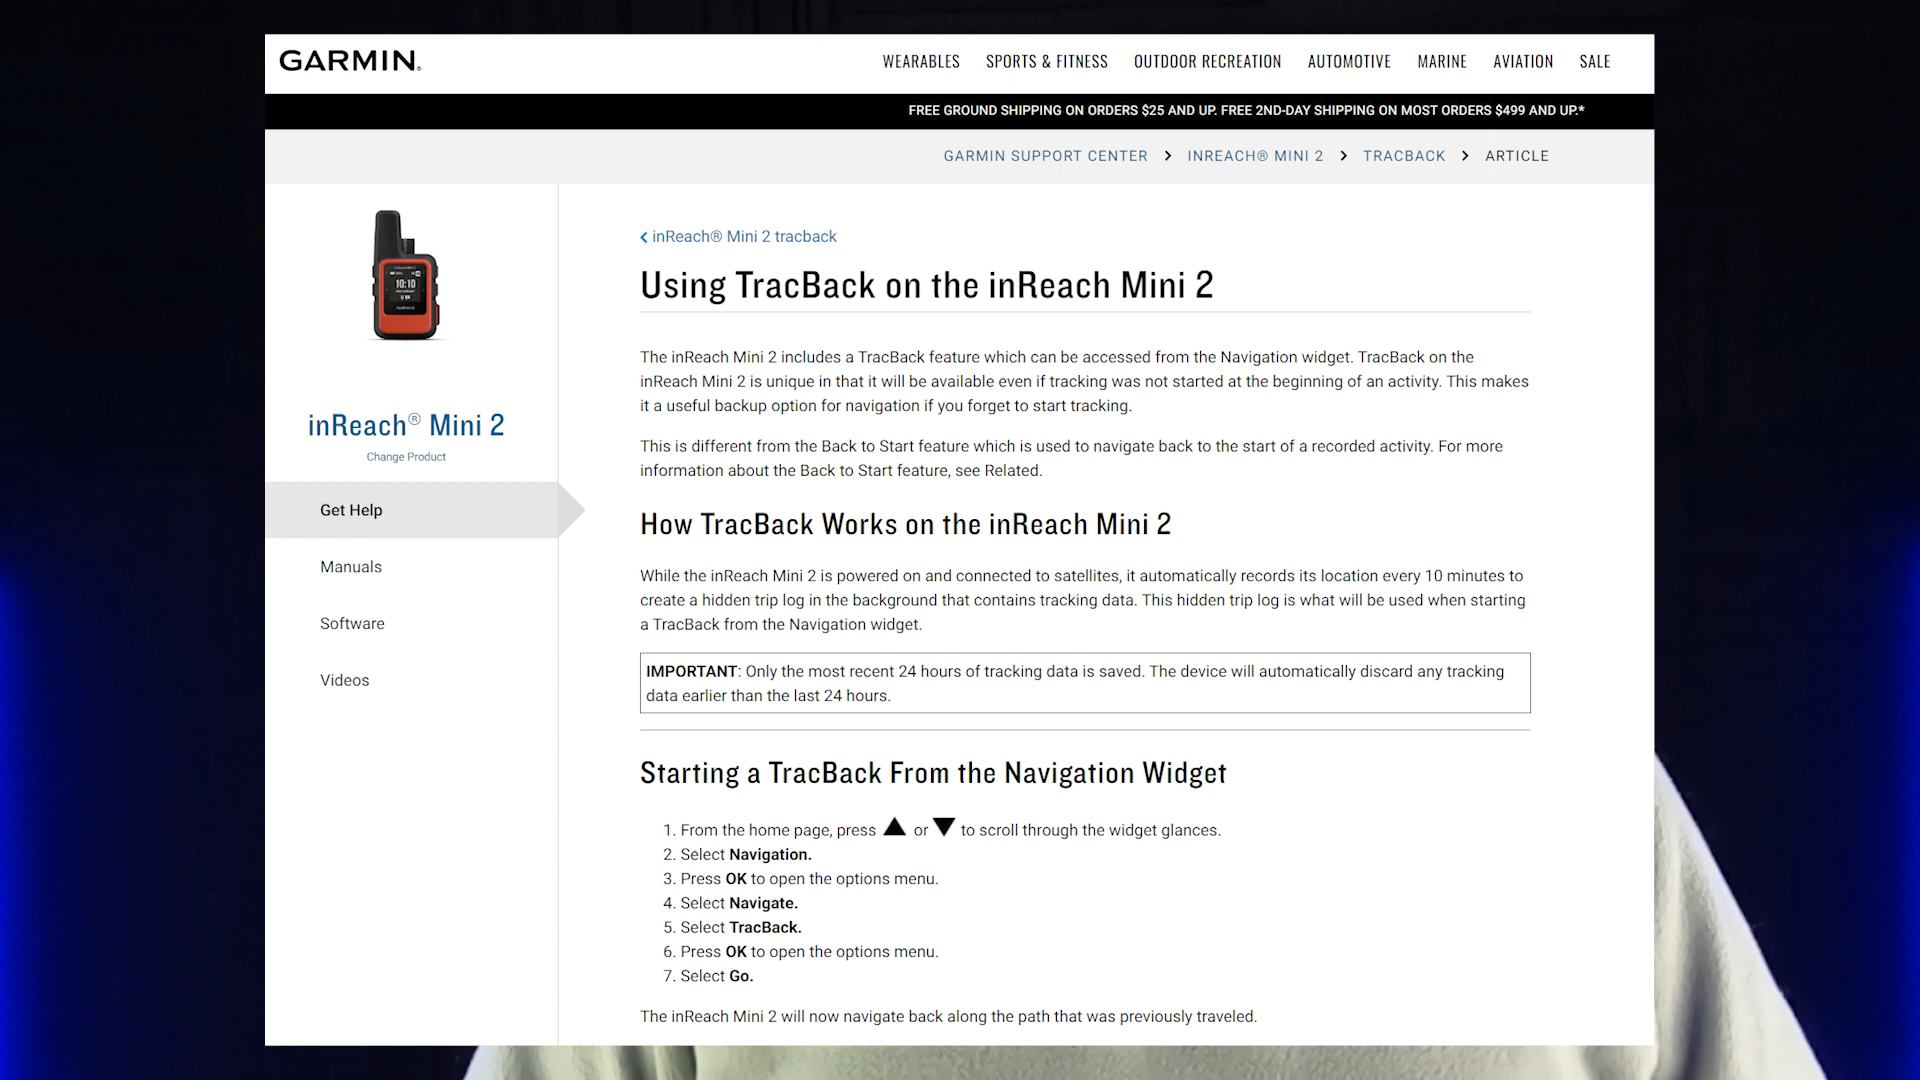 GARMIN.
WEARABLES SPORTS & FITNESS OUTDOOR RECREATION AUTOMOTIVE MARINE AVIATION SALE
FREE GROUND SHIPPING ON ORDERS $25 AND UP. FREE 2ND-DAY SHIPPING ON MOST ORDERS $499 AND UP.*
GARMIN SUPPORT CENTER > INREACH® MINI 2 > TRACBACK > ARTICLE
10:10
inReach® Mini 2
Change Product
Get Help
Manuals
Software
Videos
< inReach® Mini 2 tracback
Using TracBack on the inReach Mini 2
The inReach Mini 2 includes a TracBack feature which can be accessed from the Navigation widget. TracBack on the
inReach Mini 2 is unique in that it will be available even if tracking was not started at the beginning of an activity. This makes
it a useful backup option for navigation if you forget to start tracking.
This is different from the Back to Start feature which is used to navigate back to the start of a recorded activity. For more
information about the Back to Start feature, see Related.
How TracBack Works on the inReach Mini 2
While the inReach Mini 2 is powered on and connected to satellites, it automatically records its location every 10 minutes to
create a hidden trip log in the background that contains tracking data. This hidden trip log is what will be used when starting
a TracBack from the Navigation widget.
IMPORTANT: Only the most recent 24 hours of tracking data is saved. The device will automatically discard any tracking
data earlier than the last 24 hours.
Starting a TracBack From the Navigation Widget
1. From the home page, press ▲ or ▼ to scroll through the widget glances.
2. Select Navigation.
3. Press OK to open the options menu.
4. Select Navigate.
5. Select TracBack.
6. Press OK to open the options menu.
7. Select Go.
The inReach Mini 2 will now navigate back along the path that was previously traveled.